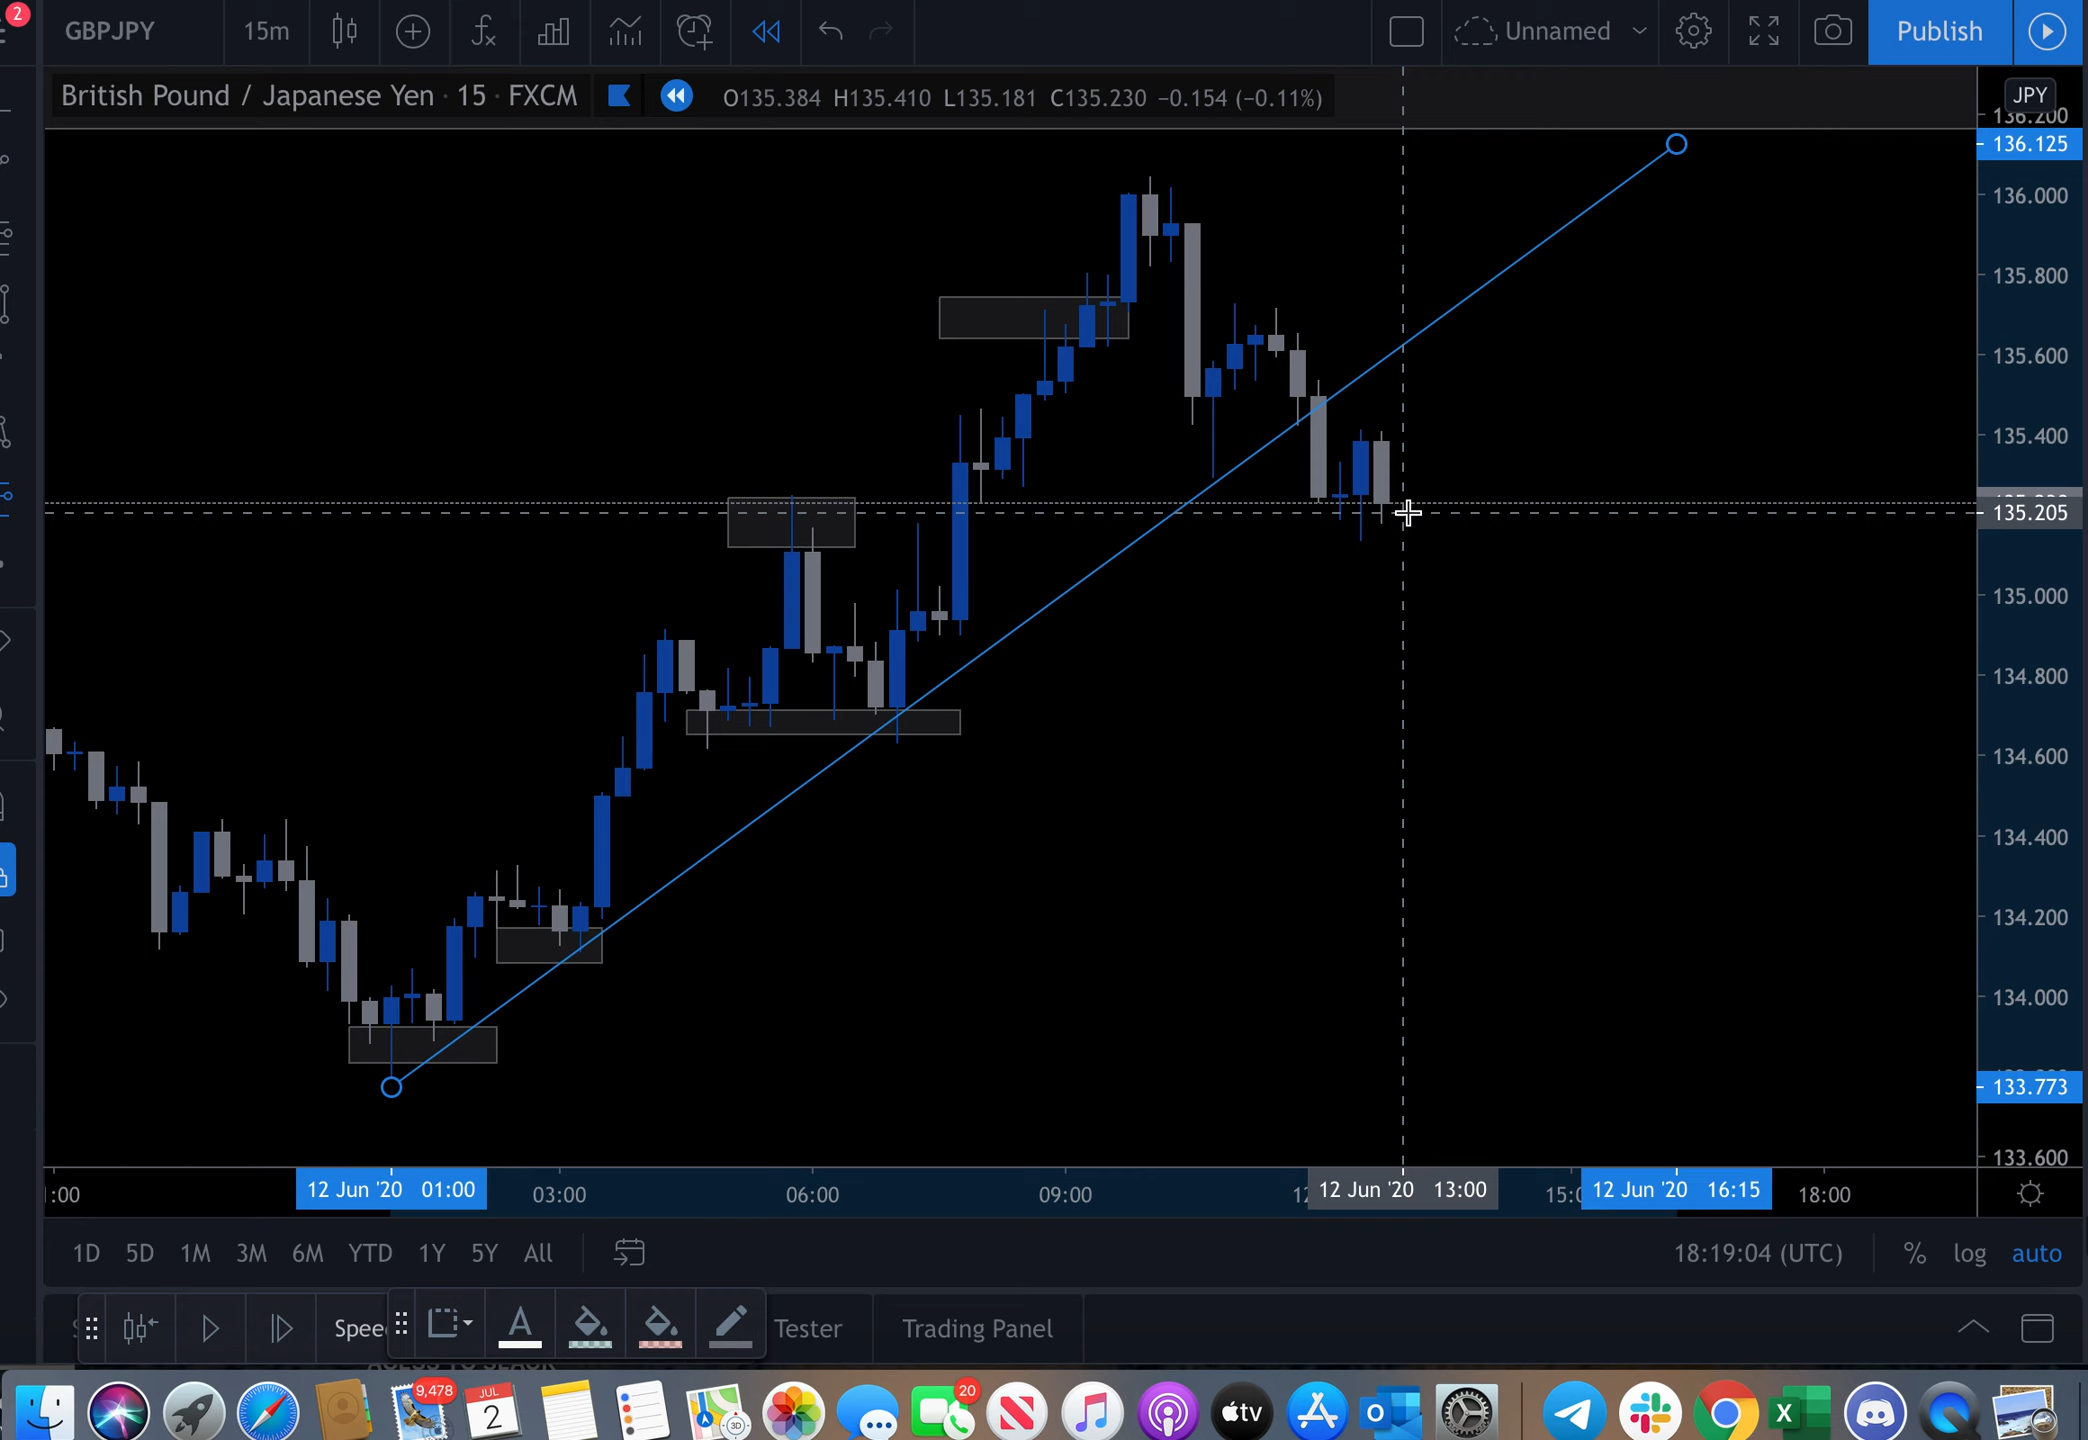 2
GBPJPY 15m Unnamed Publish
British Pound / Japanese Yen · 15 · FXCM O135.384 H135.410 L135.181 C135.230 −0.154 (−0.11%)
JPY
136.200
136.125
136.000
135.800
135.600
135.400
135.205
135.000
134.800
134.600
134.400
134.200
134.000
133.773
133.600
:00 12 Jun '20 01:00 03:00 06:00 09:00 12 Jun '20 13:00 12 Jun '20 16:15 18:00
1D 5D 1M 3M 6M YTD 1Y 5Y All 18:19:04 (UTC) % log auto
A Tester Trading Panel
9,478 JUL 2 20 tv